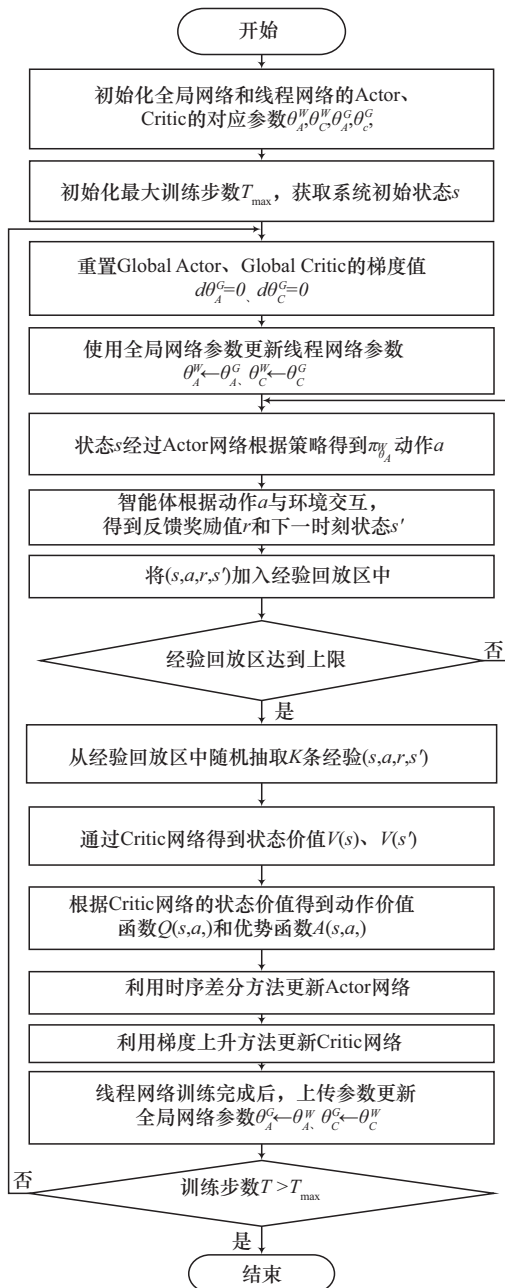 开始
初始化全局网络和线程网络的Actor、
Critic的对应参数θ_A^W,θ_C^W,θ_A^G,θ_c^G,
初始化最大训练步数T_max，获取系统初始状态s
重置Global Actor、Global Critic的梯度值
dθ_A^G=0、dθ_C^G=0
使用全局网络参数更新线程网络参数
θ_A^W←θ_A^G、θ_C^W←θ_C^G
状态s经过Actor网络根据策略得到π_{θ_A^W}动作a
智能体根据动作a与环境交互，
得到反馈奖励值r和下一时刻状态s′
将(s,a,r,s′)加入经验回放区中
经验回放区达到上限
否
是
从经验回放区中随机抽取K条经验(s,a,r,s′)
通过Critic网络得到状态价值V(s)、V(s′)
根据Critic网络的状态价值得到动作价值
函数Q(s,a,)和优势函数A(s,a,)
利用时序差分方法更新Actor网络
利用梯度上升方法更新Critic网络
线程网络训练完成后，上传参数更新
全局网络参数θ_A^G←θ_A^W、θ_C^G←θ_C^W
否
训练步数T>T_max
是
结束